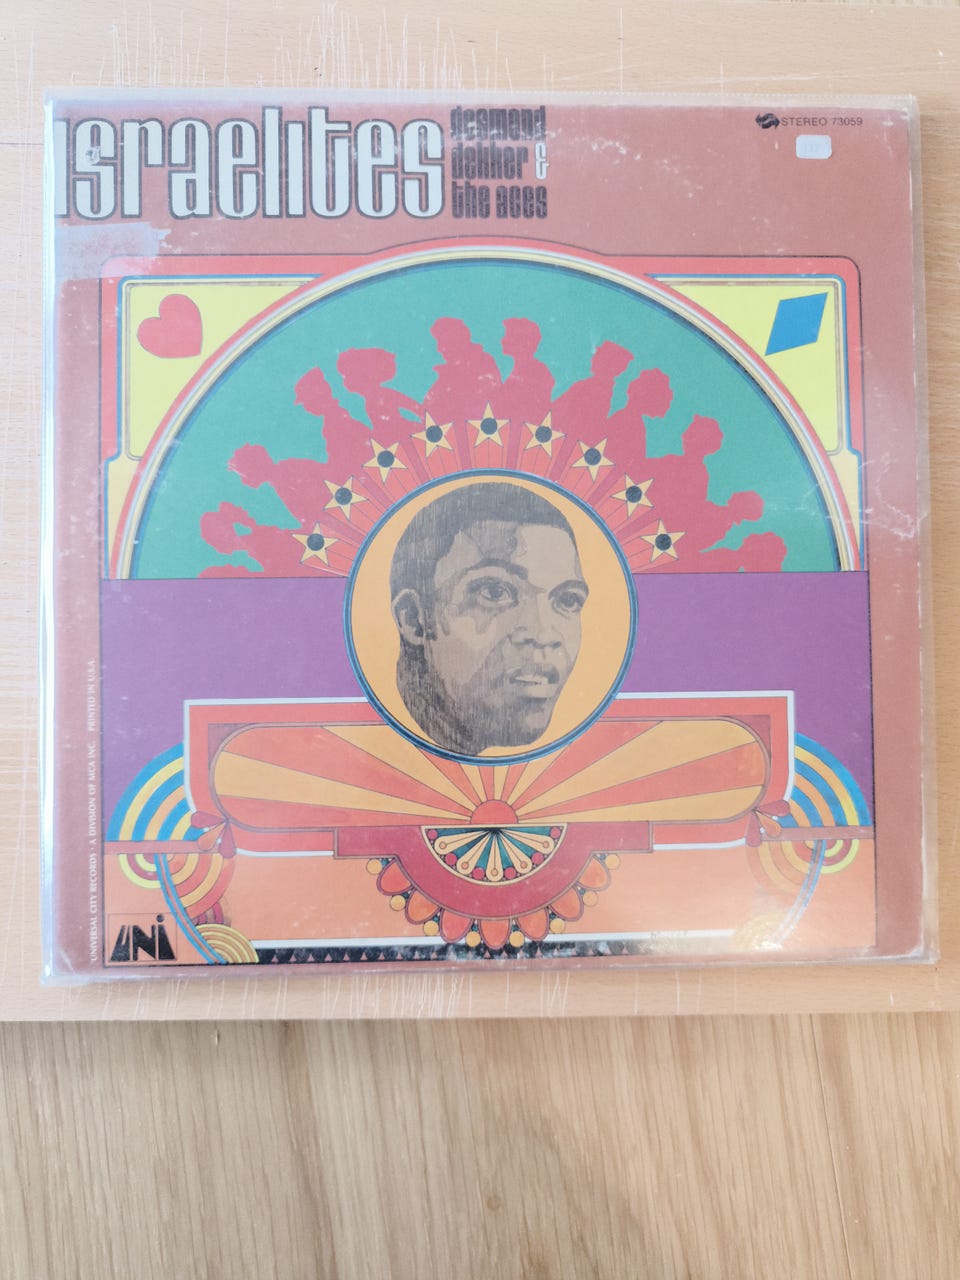 israelites
desmond
dekker &
the aces
STEREO 73059
UNIVERSAL CITY RECORDS · A DIVISION OF MCA INC. PRINTED IN U.S.A.
UNI